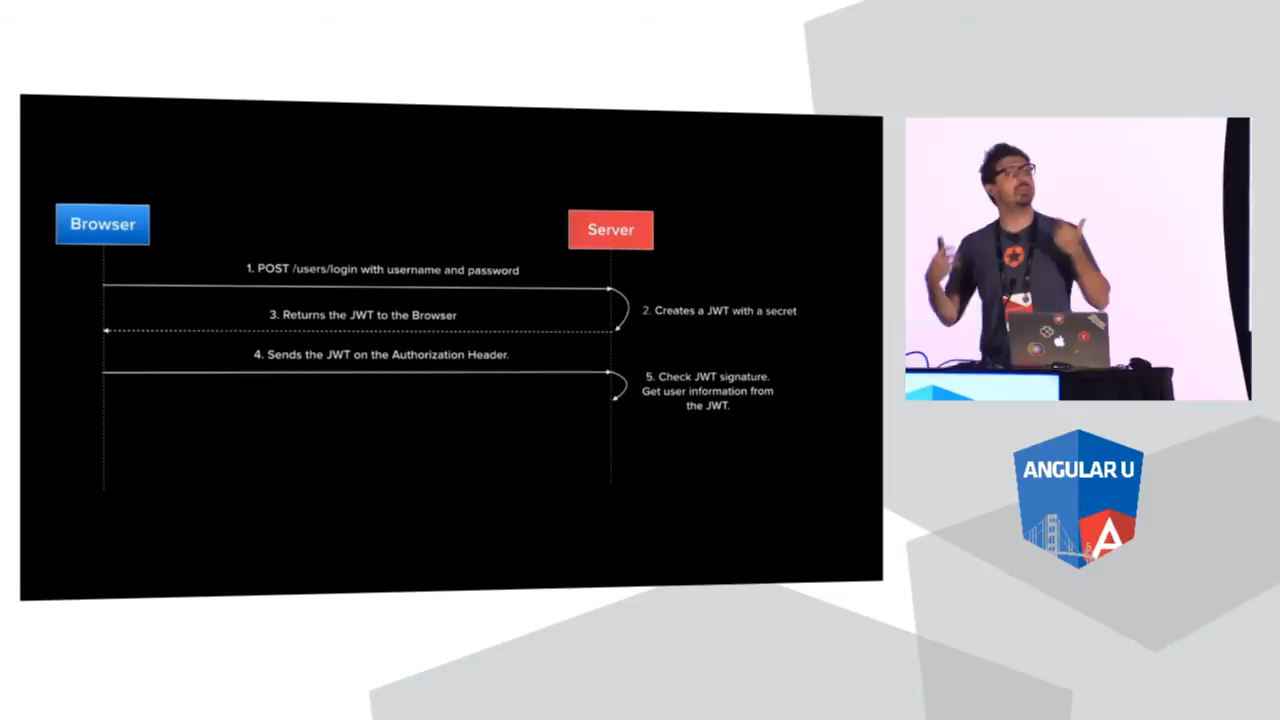 Browser
Server
1. POST /users/login with username and password
2. Creates a JWT with a secret
3. Returns the JWT to the Browser
4. Sends the JWT on the Authorization Header.
5. Check JWT signature.
Get user information from
the JWT.
ANGULAR U
A